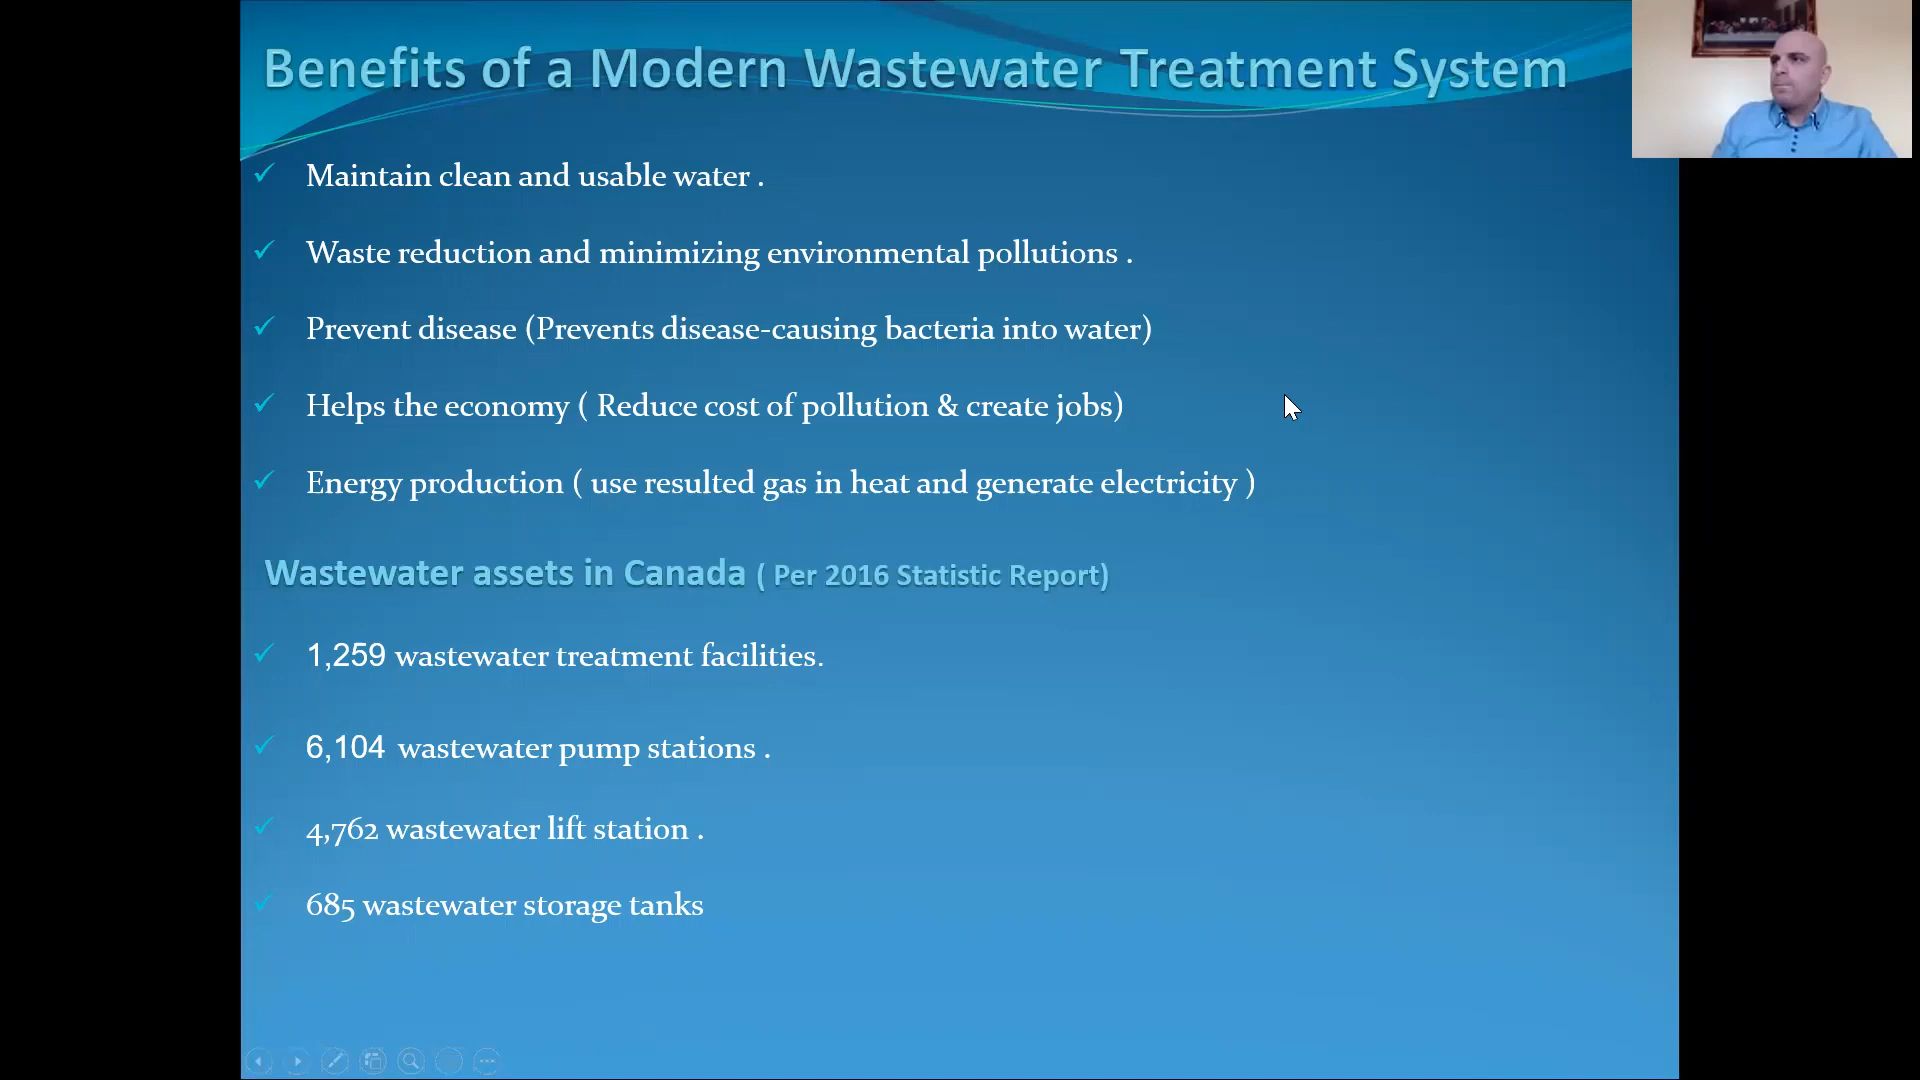 Benefits of a Modern Wastewater Treatment System
Maintain clean and usable water .
Waste reduction and minimizing environmental pollutions .
Prevent disease (Prevents disease-causing bacteria into water)
Helps the economy ( Reduce cost of pollution & create jobs)
Energy production ( use resulted gas in heat and generate electricity )
Wastewater assets in Canada ( Per 2016 Statistic Report)
1,259 wastewater treatment facilities.
6,104 wastewater pump stations .
4,762 wastewater lift station .
685 wastewater storage tanks